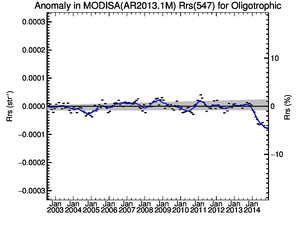 Anomaly in MODISA(AR2013.1M) Rrs(547) for Oligotrophic
0.0003
0.0002
0.0001
0.0000
-0.0001
-0.0002
-0.0003
Rrs (str⁻¹)
10
0
-10
Rrs (%)
Jan Jan Jan Jan Jan Jan Jan Jan Jan Jan Jan Jan
2003 2004 2005 2006 2007 2008 2009 2010 2011 2012 2013 2014